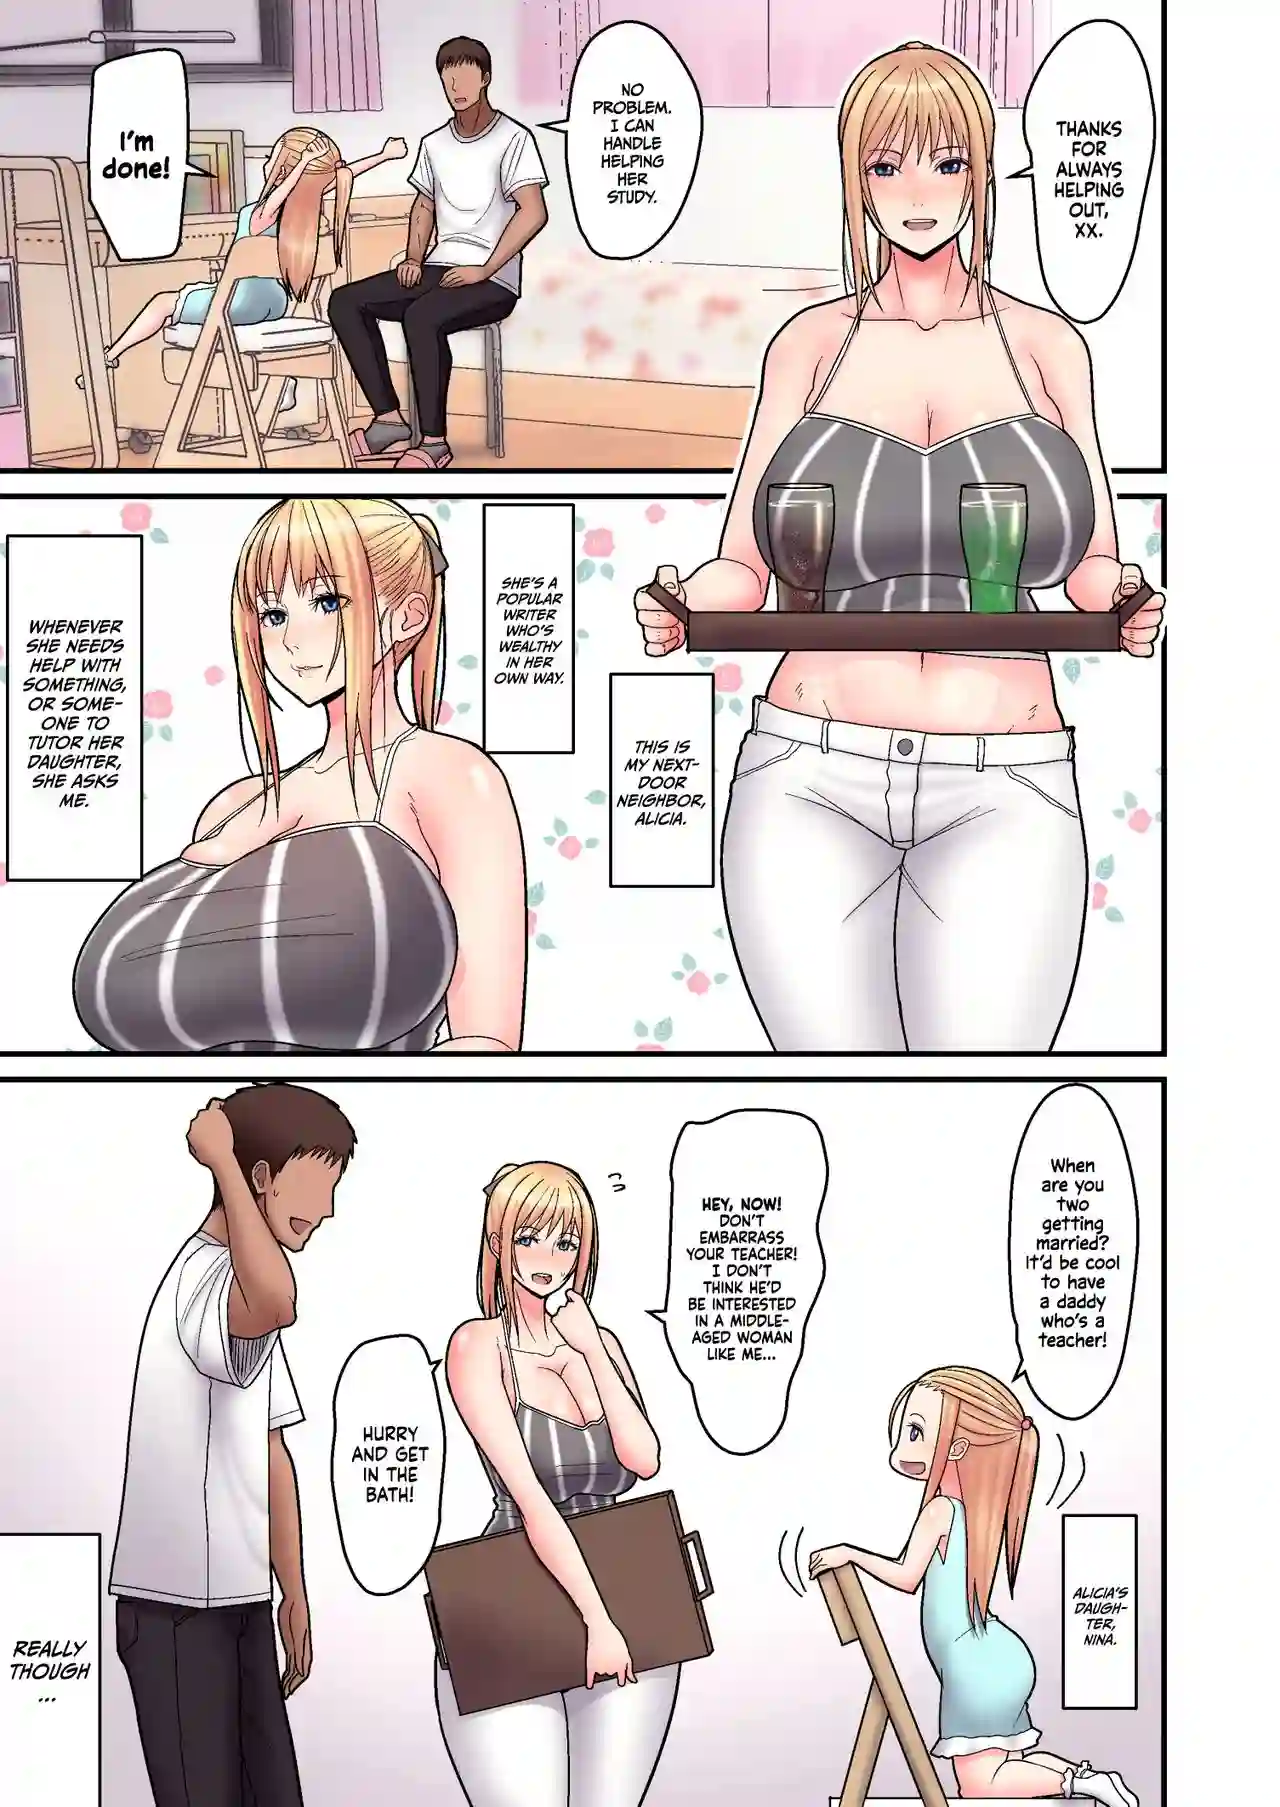 THANKS
FOR
ALWAYS
HELPING
OUT,
XX.
NO
PROBLEM.
I CAN
HANDLE
HELPING
HER
STUDY.
I'm
done!
THIS IS
MY NEXT-
DOOR
NEIGHBOR,
ALICIA.
SHE'S A
POPULAR
WRITER
WHO'S
WEALTHY
IN HER
OWN WAY.
WHENEVER
SHE NEEDS
HELP WITH
SOMETHING,
OR SOME-
ONE TO
TUTOR HER
DAUGHTER,
SHE ASKS
ME.
When
are you
two
getting
married?
It'd be cool
to have
a daddy
who's a
teacher!
ALICIA'S
DAUGH-
TER,
NINA.
HEY, NOW!
DON'T
EMBARRASS
YOUR TEACHER!
I DON'T
THINK HE'D
BE INTERESTED
IN A MIDDLE-
AGED WOMAN
LIKE ME...
HURRY
AND GET
IN THE
BATH!
REALLY
THOUGH
...